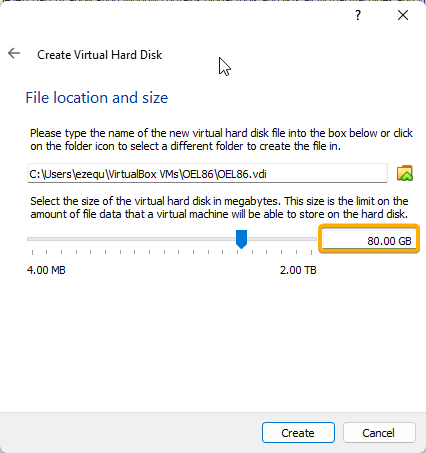 ?
Create Virtual Hard Disk
File location and size
Please type the name of the new virtual hard disk file into the box below or click
on the folder icon to select a different folder to create the file in.
C:\Users\ezequ\VirtualBox VMs\OEL86\OEL86.vdi
Select the size of the virtual hard disk in megabytes. This size is the limit on the
amount of file data that a virtual machine will be able to store on the hard disk.
80.00 GB
4.00 MB 2.00 TB
Create Cancel